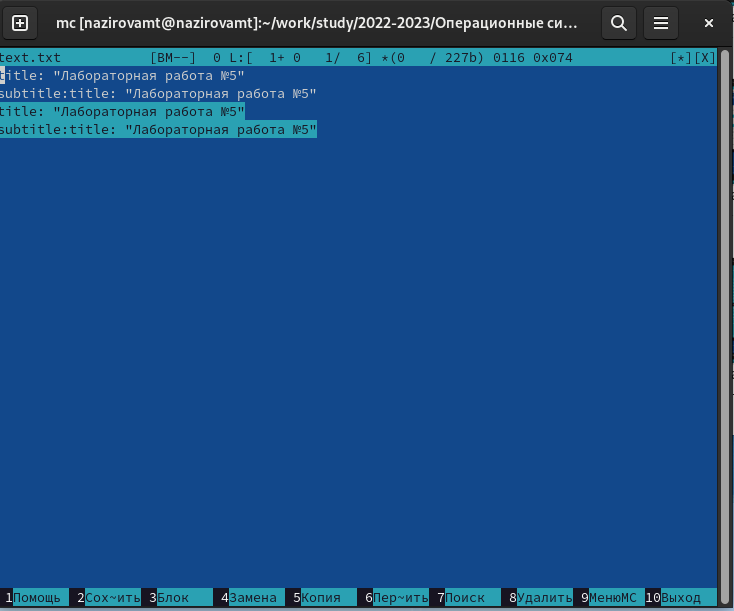 mc [nazirovamt@nazirovamt]:~/work/study/2022-2023/Операционные си…
text.txt [BM--] 0 L:[ 1+ 0 1/ 6] *(0 / 227b) 0116 0x074 [*][X]
title: "Лабораторная работа №5"
subtitle:title: "Лабораторная работа №5"
title: "Лабораторная работа №5"
subtitle:title: "Лабораторная работа №5"
1Помощь 2Сох~ить 3Блок 4Замена 5Копия 6Пер~ить 7Поиск 8Удалить 9МенюMC 10Выход